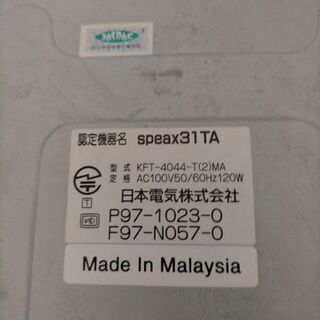 認定機器名 speax31TA
型式 KFT-4044-T(2)MA
定格 AC100V50/60Hz120W
日本電気株式会社
T
P97-1023-0
VCI
F97-N057-0
Made In Malaysia